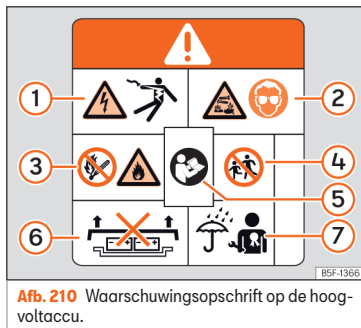 1
2
3
4
5
6
7
B5F-1366
Afb. 210 Waarschuwingsopschrift op de hoog-
voltaccu.